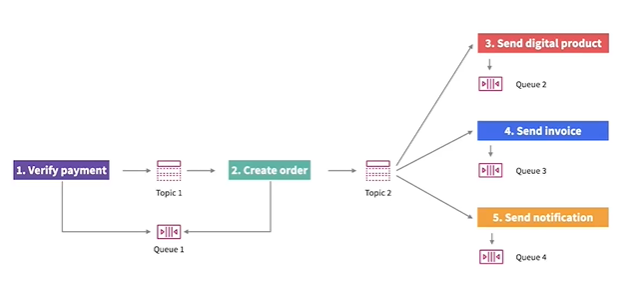 3. Send digital product
Queue 2
4. Send invoice
1. Verify payment
2. Create order
Queue 3
Topic 1
Topic 2
5. Send notification
Queue 1
Queue 4